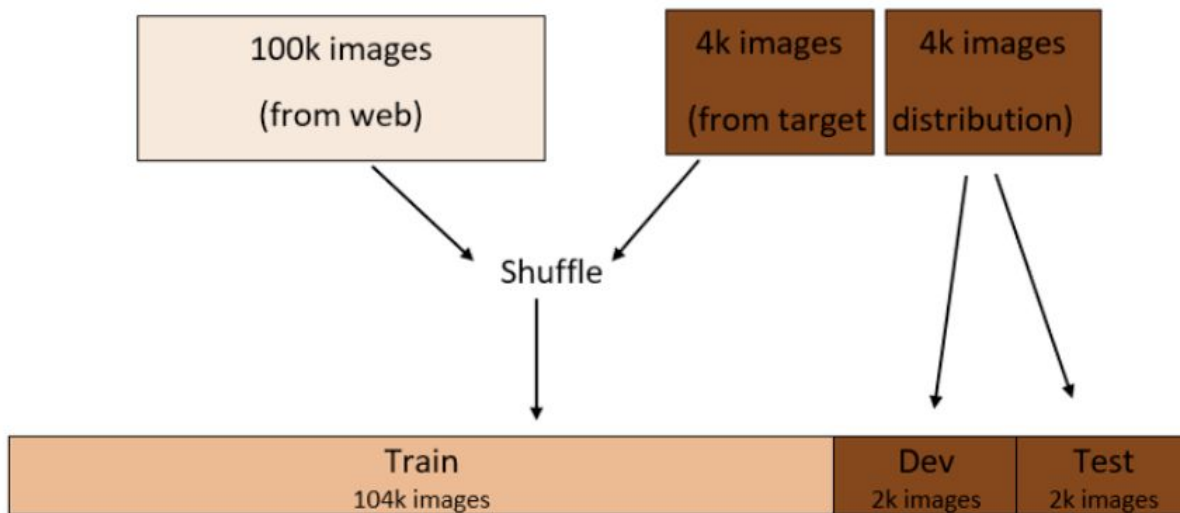 100k images
(from web)
4k images
4k images
(from target distribution)
Shuffle
Train
104k images
Dev
2k images
Test
2k images